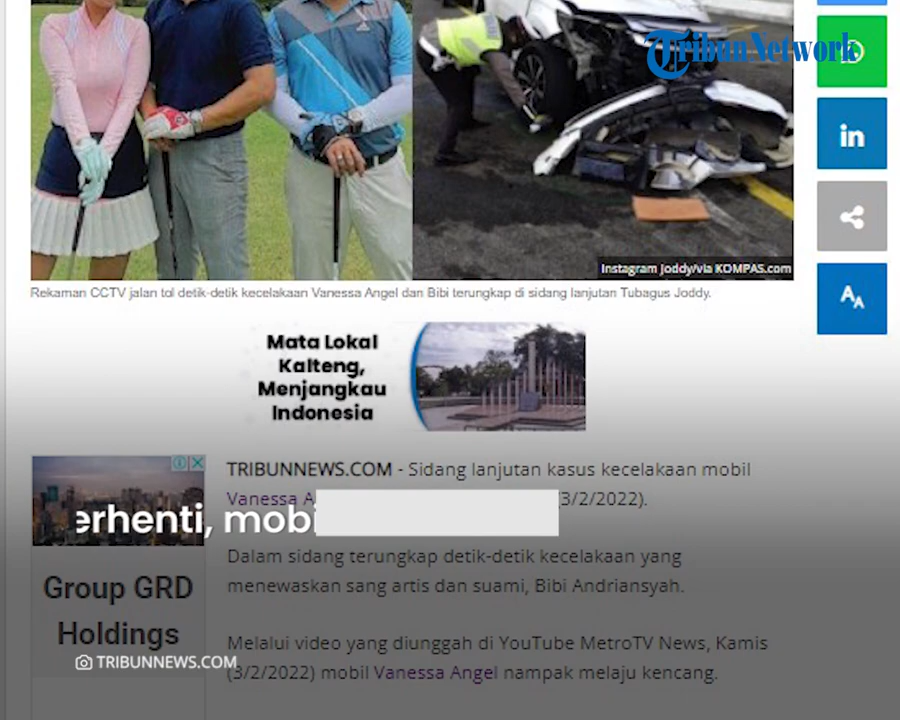 TribunNetwork
in
Instagram Joddy/via KOMPAS.com
Rekaman CCTV jalan tol detik-detik kecelakaan Vanessa Angel dan Bibi terungkap di sidang lanjutan Tubagus Joddy.
A A
Mata Lokal
Kalteng,
Menjangkau
Indonesia
TRIBUNNEWS.COM - Sidang lanjutan kasus kecelakaan mobil
Vanessa A (3/2/2022).
erhenti, mobi
Dalam sidang terungkap detik-detik kecelakaan yang
menewaskan sang artis dan suami, Bibi Andriansyah.
Group GRD
Holdings
Melalui video yang diunggah di YouTube MetroTV News, Kamis
(3/2/2022) mobil Vanessa Angel nampak melaju kencang.
TRIBUNNEWS.COM